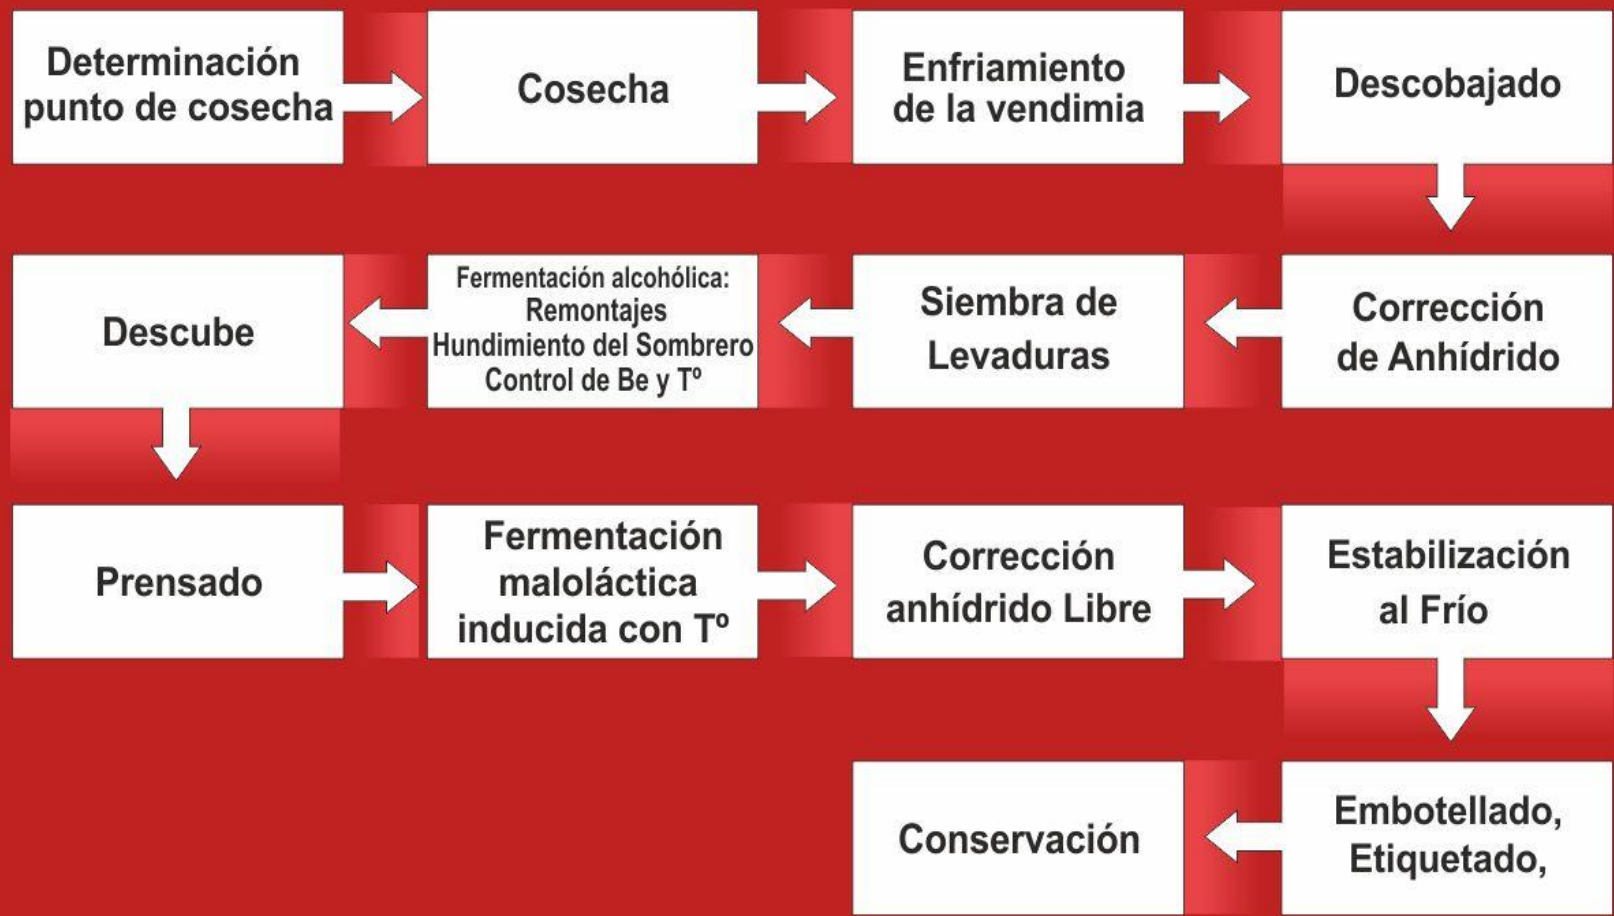 Determinación
punto de cosecha
Cosecha
Enfriamiento
de la vendimia
Descobajado
Corrección
de Anhídrido
Siembra de
Levaduras
Fermentación alcohólica:
Remontajes
Hundimiento del Sombrero
Control de Be y Tº
Descube
Prensado
Fermentación
maloláctica
inducida con Tº
Corrección
anhídrido Libre
Estabilización
al Frío
Embotellado,
Etiquetado,
Conservación